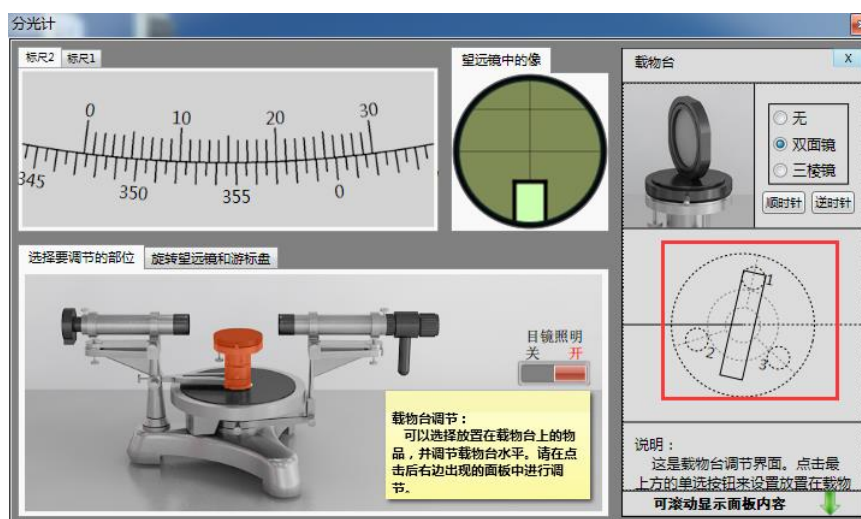 分光计
标尺2 标尺1
0 10 20 30
345 350 355 0
望远镜中的像
载物台 X
无
双面镜
三棱镜
顺时针 逆时针
选择要调节的部位 旋转望远镜和游标盘
目镜照明
关 开
载物台调节：
可以选择放置在载物台上的物
品，并调节载物台水平。请在点
击后右边出现的面板中进行调
节。
1
2
3
说明：
这是载物台调节界面。点击最
上方的单选按钮来设置放置在载物
可滚动显示面板内容